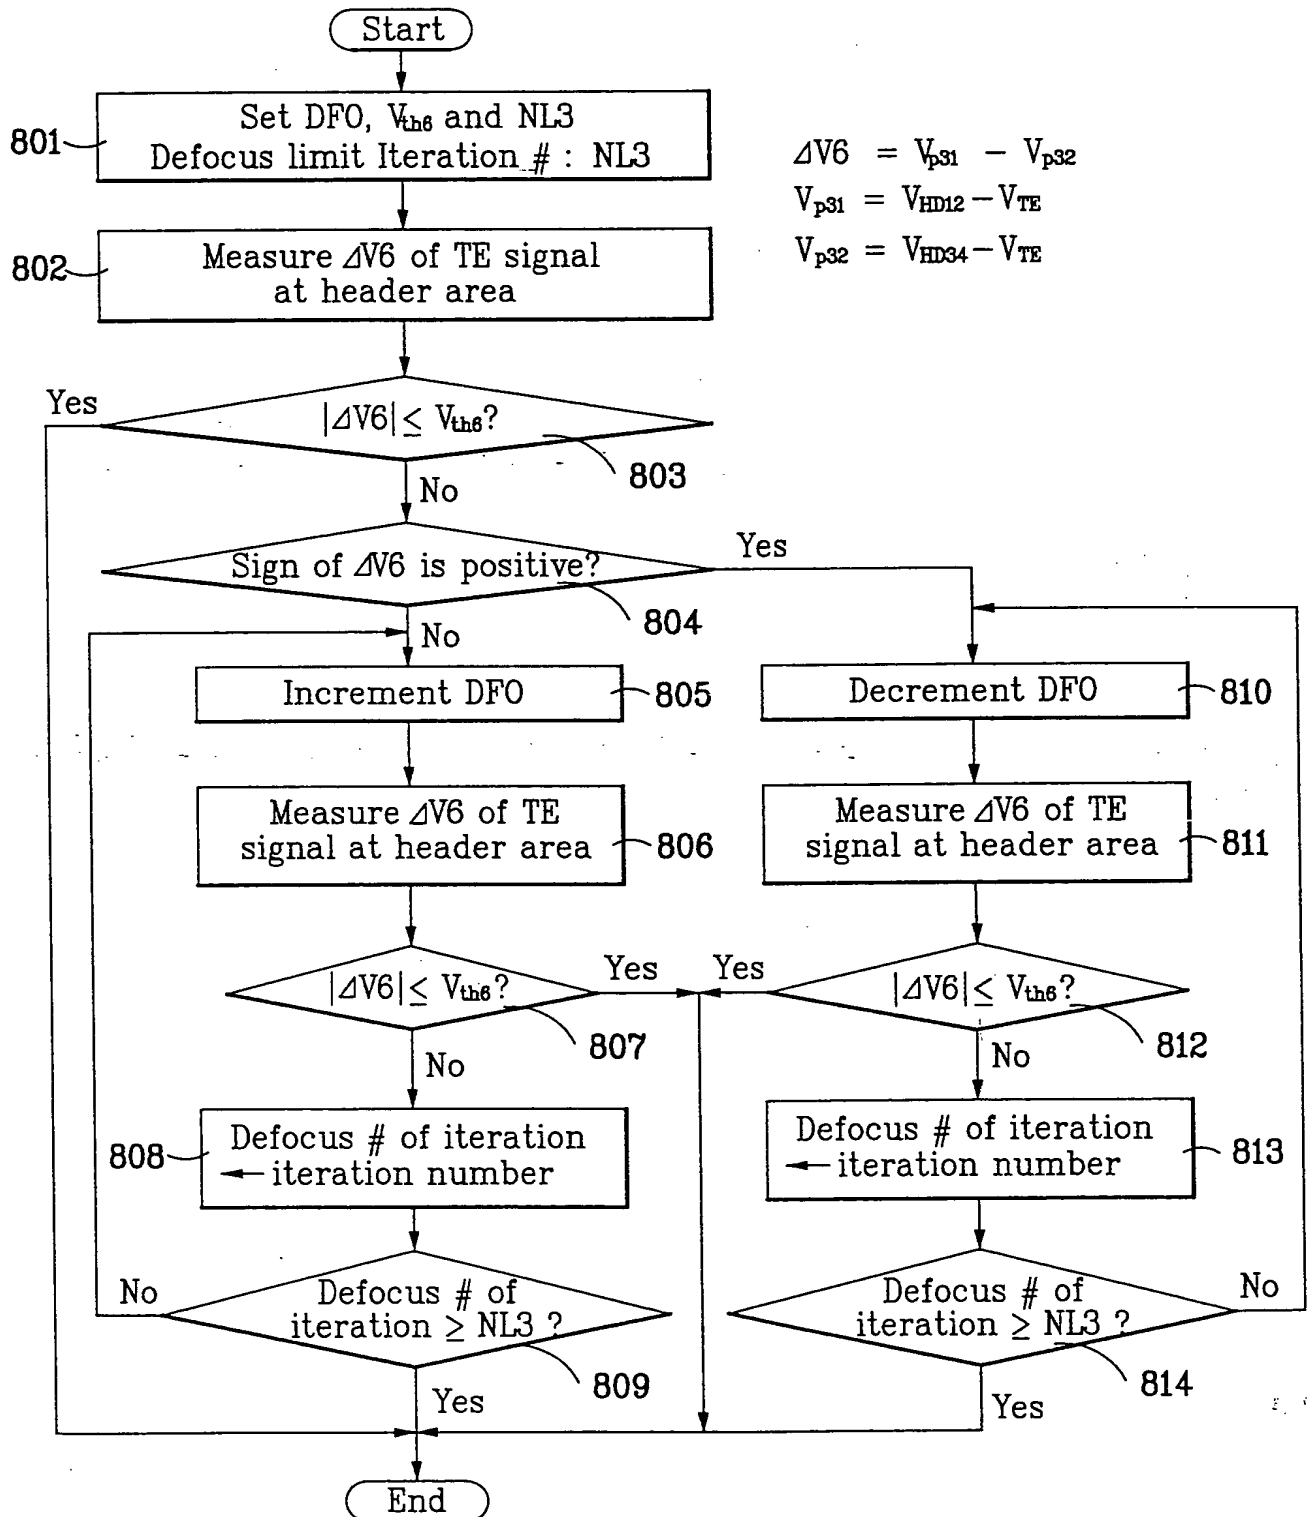 Start
801
Set DFO, Vth6 and NL3
Defocus limit Iteration # : NL3
ΔV6 = Vp31 − Vp32
Vp31 = VHD12 − VTE
Vp32 = VHD34 − VTE
802
Measure ΔV6 of TE signal
at header area
Yes
|ΔV6| ≤ Vth6?
803
No
Sign of ΔV6 is positive?
Yes
804
No
Increment DFO
805
Decrement DFO
810
Measure ΔV6 of TE
signal at header area
806
Measure ΔV6 of TE
signal at header area
811
|ΔV6| ≤ Vth6?
Yes
Yes
|ΔV6| ≤ Vth6?
807
812
No
No
808
Defocus # of iteration
← iteration number
Defocus # of iteration
← iteration number
813
No
Defocus # of
iteration ≥ NL3 ?
Defocus # of
iteration ≥ NL3 ?
No
809
814
Yes
Yes
End